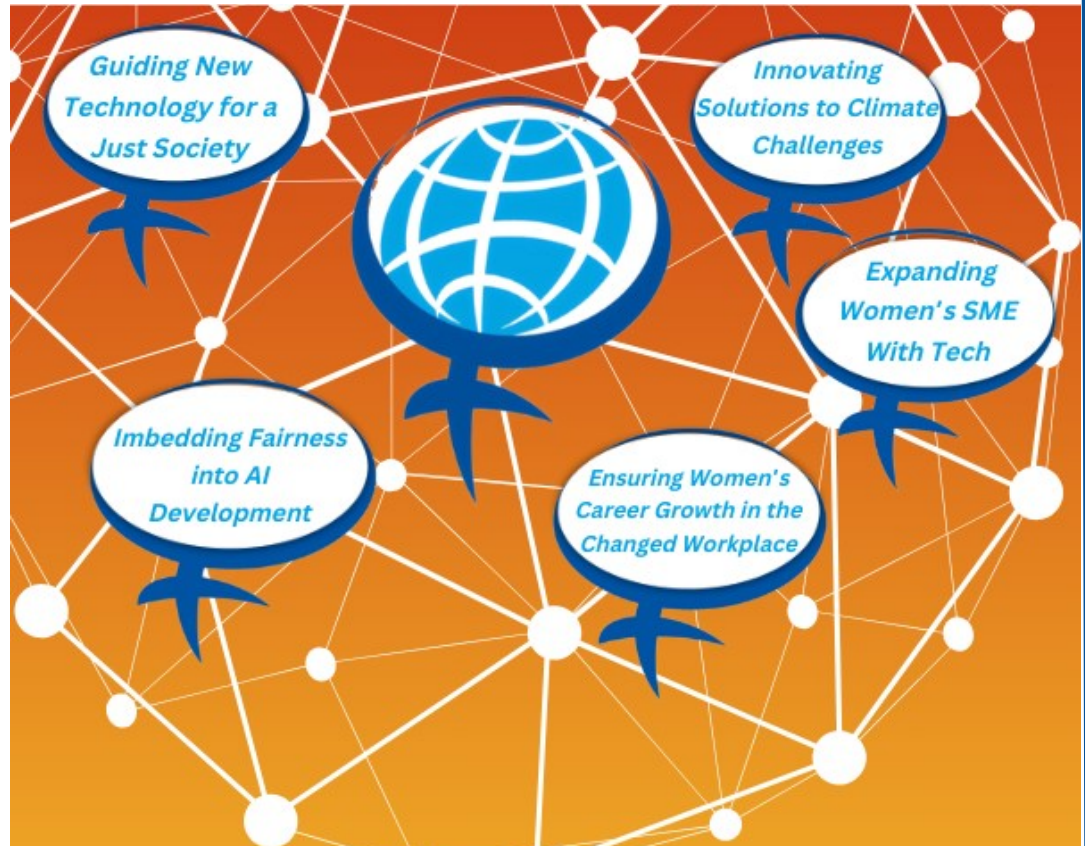 Guiding New
Technology for a
Just Society
Innovating
Solutions to Climate
Challenges
Expanding
Women's SME
With Tech
Imbedding Fairness
into AI
Development
Ensuring Women's
Career Growth in the
Changed Workplace